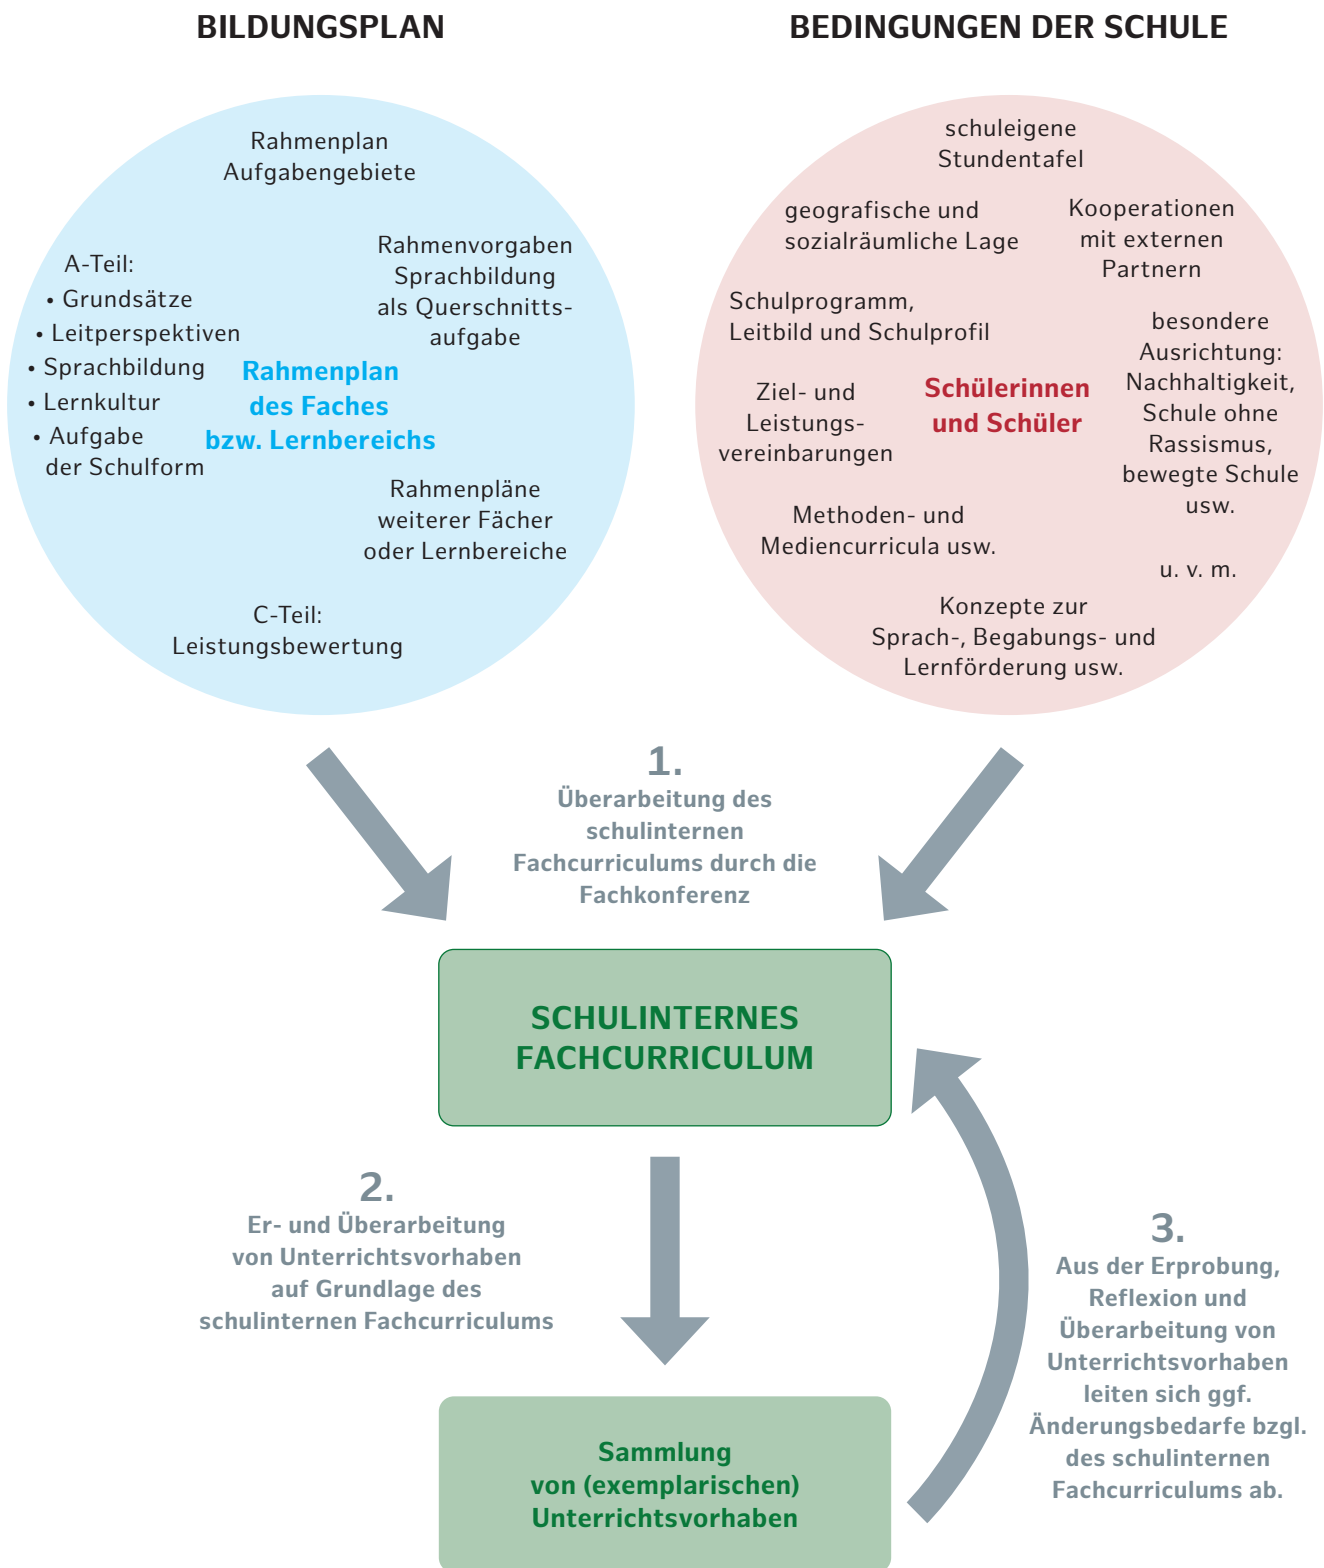 BILDUNGSPLAN
Rahmenplan
Aufgabengebiete
A-Teil:
• Grundsätze
• Leitperspektiven
• Sprachbildung
• Lernkultur
• Aufgabe
der Schulform
Rahmenvorgaben
Sprachbildung
als Querschnitts-
aufgabe
Rahmenplan
des Faches
bzw. Lernbereichs
Rahmenpläne
weiterer Fächer
oder Lernbereiche
C-Teil:
Leistungsbewertung
BEDINGUNGEN DER SCHULE
schuleigene
Stundentafel
geografische und
sozialräumliche Lage
Kooperationen
mit externen
Partnern
Schulprogramm,
Leitbild und Schulprofil
besondere
Ausrichtung:
Nachhaltigkeit,
Schule ohne
Rassismus,
bewegte Schule
usw.
Ziel- und
Leistungs-
vereinbarungen
Schülerinnen
und Schüler
Methoden- und
Mediencurricula usw.
u. v. m.
Konzepte zur
Sprach-, Begabungs- und
Lernförderung usw.
1.
Überarbeitung des
schulinternen
Fachcurriculums durch die
Fachkonferenz
SCHULINTERNES
FACHCURRICULUM
2.
Er- und Überarbeitung
von Unterrichtsvorhaben
auf Grundlage des
schulinternen Fachcurriculums
3.
Aus der Erprobung,
Reflexion und
Überarbeitung von
Unterrichtsvorhaben
leiten sich ggf.
Änderungsbedarfe bzgl.
des schulinternen
Fachcurriculums ab.
Sammlung
von (exemplarischen)
Unterrichtsvorhaben